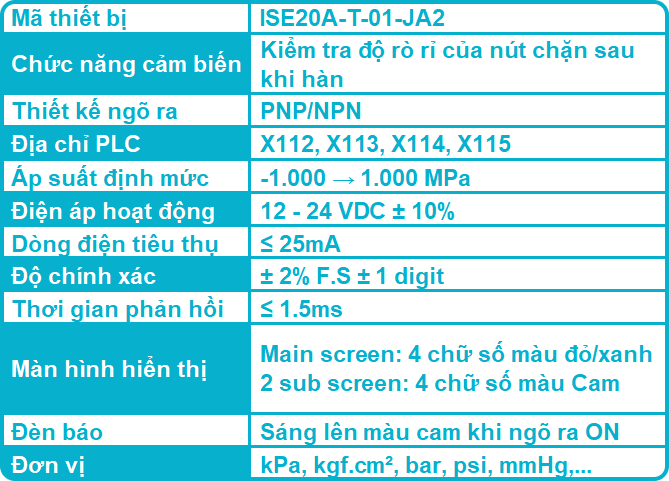 Mã thiết bị
ISE20A-T-01-JA2
Chức năng cảm biến
Kiểm tra độ rò rỉ của nút chặn sau
khi hàn
Thiết kế ngõ ra
PNP/NPN
Địa chỉ PLC
X112, X113, X114, X115
Áp suất định mức
-1.000 → 1.000 MPa
Điện áp hoạt động
12 - 24 VDC ± 10%
Dòng điện tiêu thụ
≤ 25mA
Độ chính xác
± 2% F.S ± 1 digit
Thơi gian phản hồi
≤ 1.5ms
Màn hình hiển thị
Main screen: 4 chữ số màu đỏ/xanh
2 sub screen: 4 chữ số màu Cam
Đèn báo
Sáng lên màu cam khi ngõ ra ON
Đơn vị
kPa, kgf.cm², bar, psi, mmHg,...